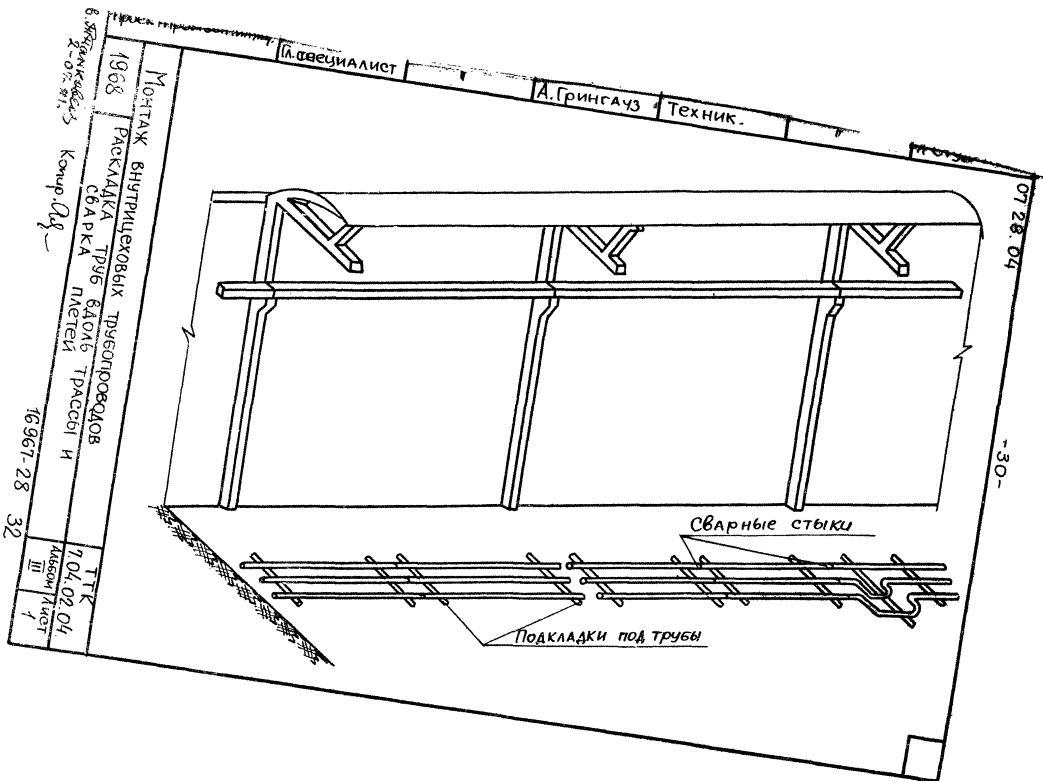 Гл. специалист
А. Грингауз
Техник.
07 28.04
-30-
Сварные стыки
Подкладки под трубы
Монтаж внутрицеховых трубопроводов
1968
Раскладка труб вдоль трассы и
сварка плетей
ТТК
7.04.02.04
Альбом
III
Лист
1
Копир.
16967-28 32